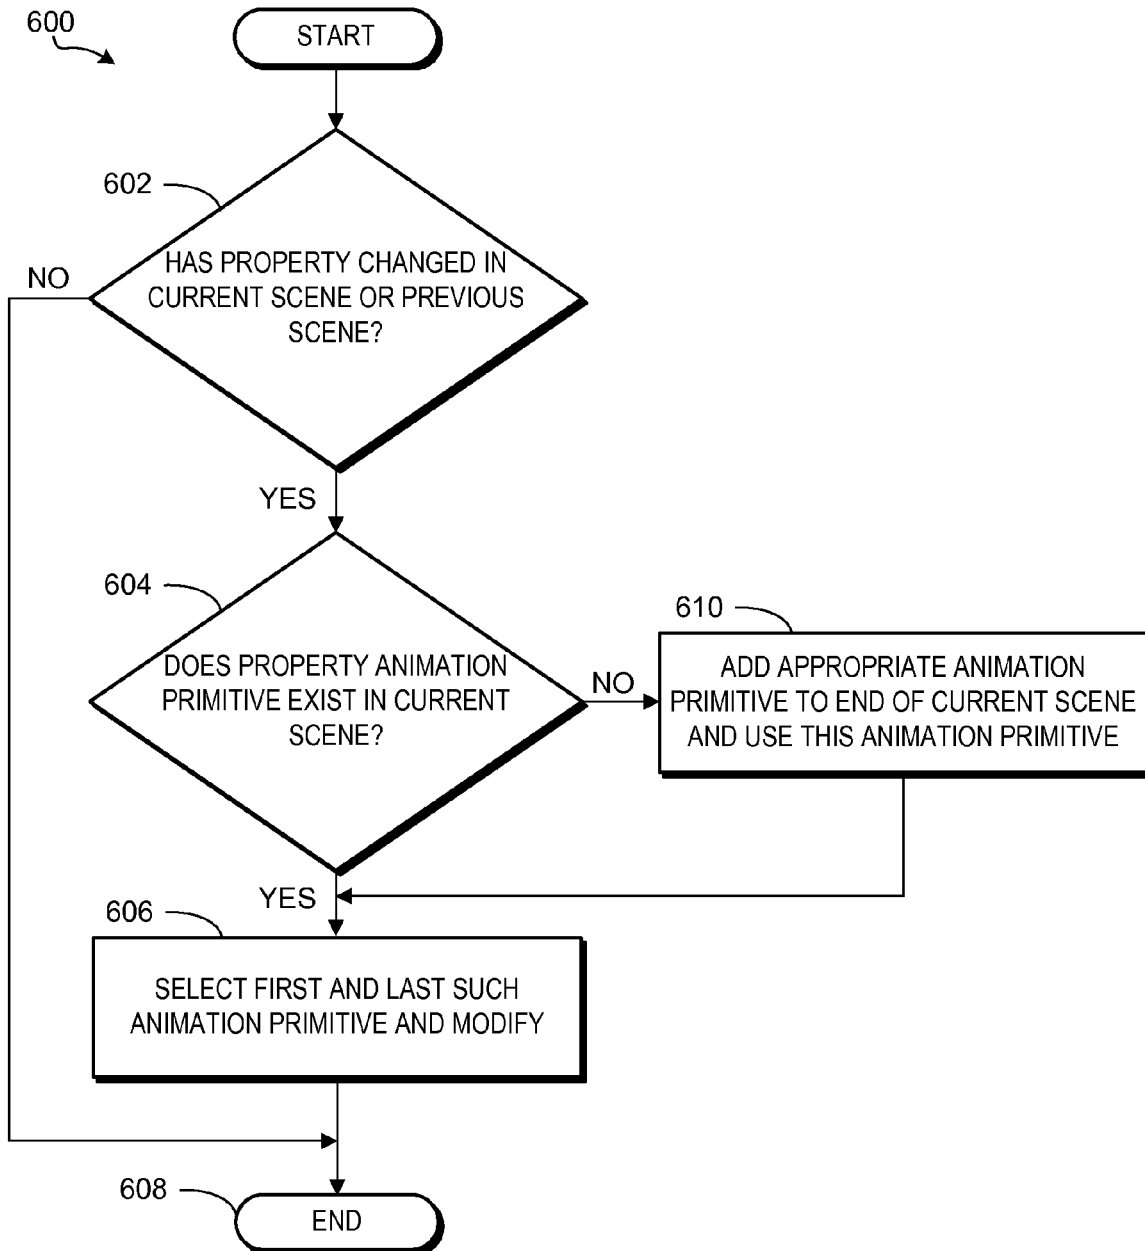 600
START
602
HAS PROPERTY CHANGED IN
CURRENT SCENE OR PREVIOUS
SCENE?
NO
YES
604
DOES PROPERTY ANIMATION
PRIMITIVE EXIST IN CURRENT
SCENE?
NO
610
ADD APPROPRIATE ANIMATION
PRIMITIVE TO END OF CURRENT SCENE
AND USE THIS ANIMATION PRIMITIVE
YES
606
SELECT FIRST AND LAST SUCH
ANIMATION PRIMITIVE AND MODIFY
608
END